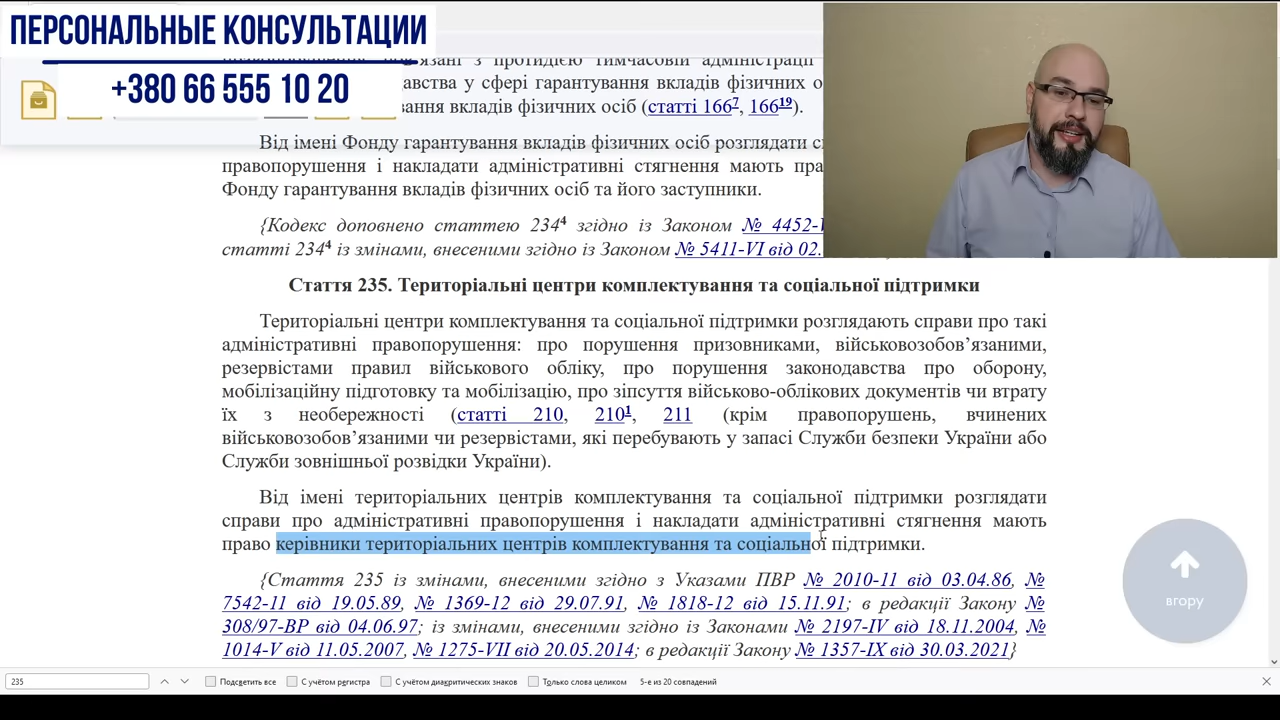 ПЕРСОНАЛЬНЫЕ КОНСУЛЬТАЦИИ
+380 66 555 10 20
з протидією тимчасовій адміністрації
у сфері гарантування вкладів фізичних
вкладів фізичних осіб (статті 166⁷, 166¹⁹).
Від імені Фонду гарантування вкладів фізичних осіб розглядати
правопорушення і накладати адміністративні стягнення мають
Фонду гарантування вкладів фізичних осіб та його заступники.
{Кодекс доповнено статтею 234⁴ згідно із Законом № 4452-
статті 234⁴ із змінами, внесеними згідно із Законом № 5411-VI від 02.
Стаття 235. Територіальні центри комплектування та соціальної підтримки
Територіальні центри комплектування та соціальної підтримки розглядають справи про такі
адміністративні правопорушення: про порушення призовниками, військовозобов’язаними,
резервістами правил військового обліку, про порушення законодавства про оборону,
мобілізаційну підготовку та мобілізацію, про зіпсуття військово-облікових документів чи втрату
їх з необережності (статті 210, 210¹, 211 (крім правопорушень, вчинених
військовозобов’язаними чи резервістами, які перебувають у запасі Служби безпеки України або
Служби зовнішньої розвідки України).
Від імені територіальних центрів комплектування та соціальної підтримки розглядати
справи про адміністративні правопорушення і накладати адміністративні стягнення мають
право керівники територіальних центрів комплектування та соціальної підтримки.
{Стаття 235 із змінами, внесеними згідно з Указами ПВР № 2010-11 від 03.04.86, №
7542-11 від 19.05.89, № 1369-12 від 29.07.91, № 1818-12 від 15.11.91; в редакції Закону №
308/97-ВР від 04.06.97; із змінами, внесеними згідно із Законами № 2197-IV від 18.11.2004, №
1014-V від 11.05.2007, № 1275-VII від 20.05.2014; в редакції Закону № 1357-IX від 30.03.2021}
вгору
235 Подсветить все С учётом регистра С учётом диакритических знаков Только слова целиком 5-е из 20 совпадений